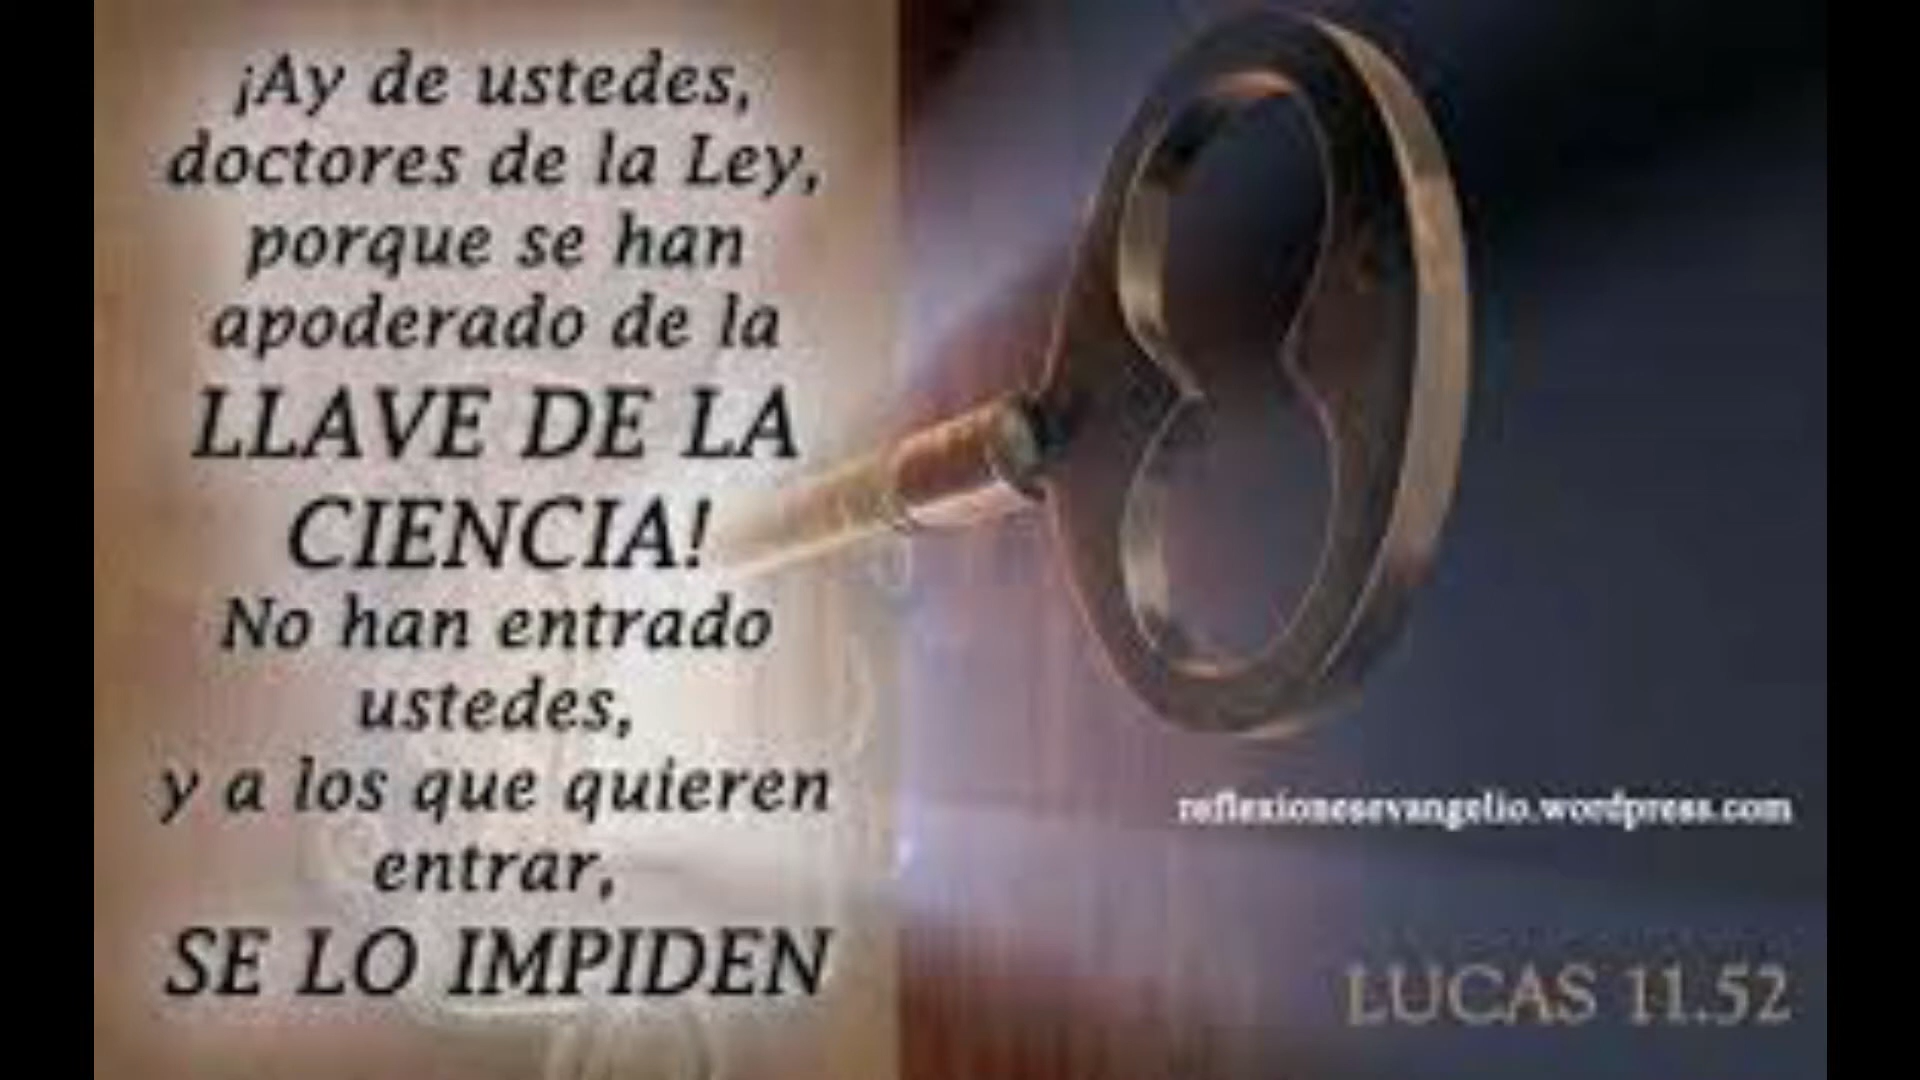 ¡Ay de ustedes,
doctores de la Ley,
porque se han
apoderado de la
LLAVE DE LA
CIENCIA!
No han entrado
ustedes,
y a los que quieren
entrar,
SE LO IMPIDEN
reflexionesevangelio.wordpress.com
LUCAS 11.52